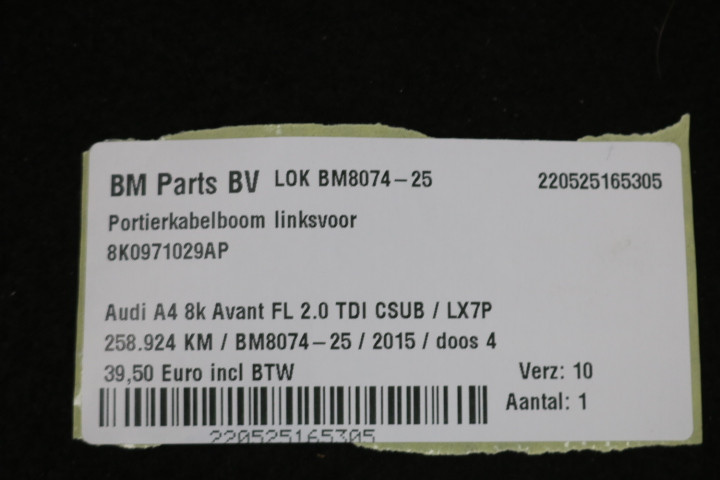 BM Parts BV LOK BM8074-25 220525165305
Portierkabelboom linksvoor
8K0971029AP
Audi A4 8k Avant FL 2.0 TDI CSUB / LX7P
258.924 KM / BM8074-25 / 2015 / doos 4
39,50 Euro incl BTW Verz: 10
Aantal: 1
220525165305